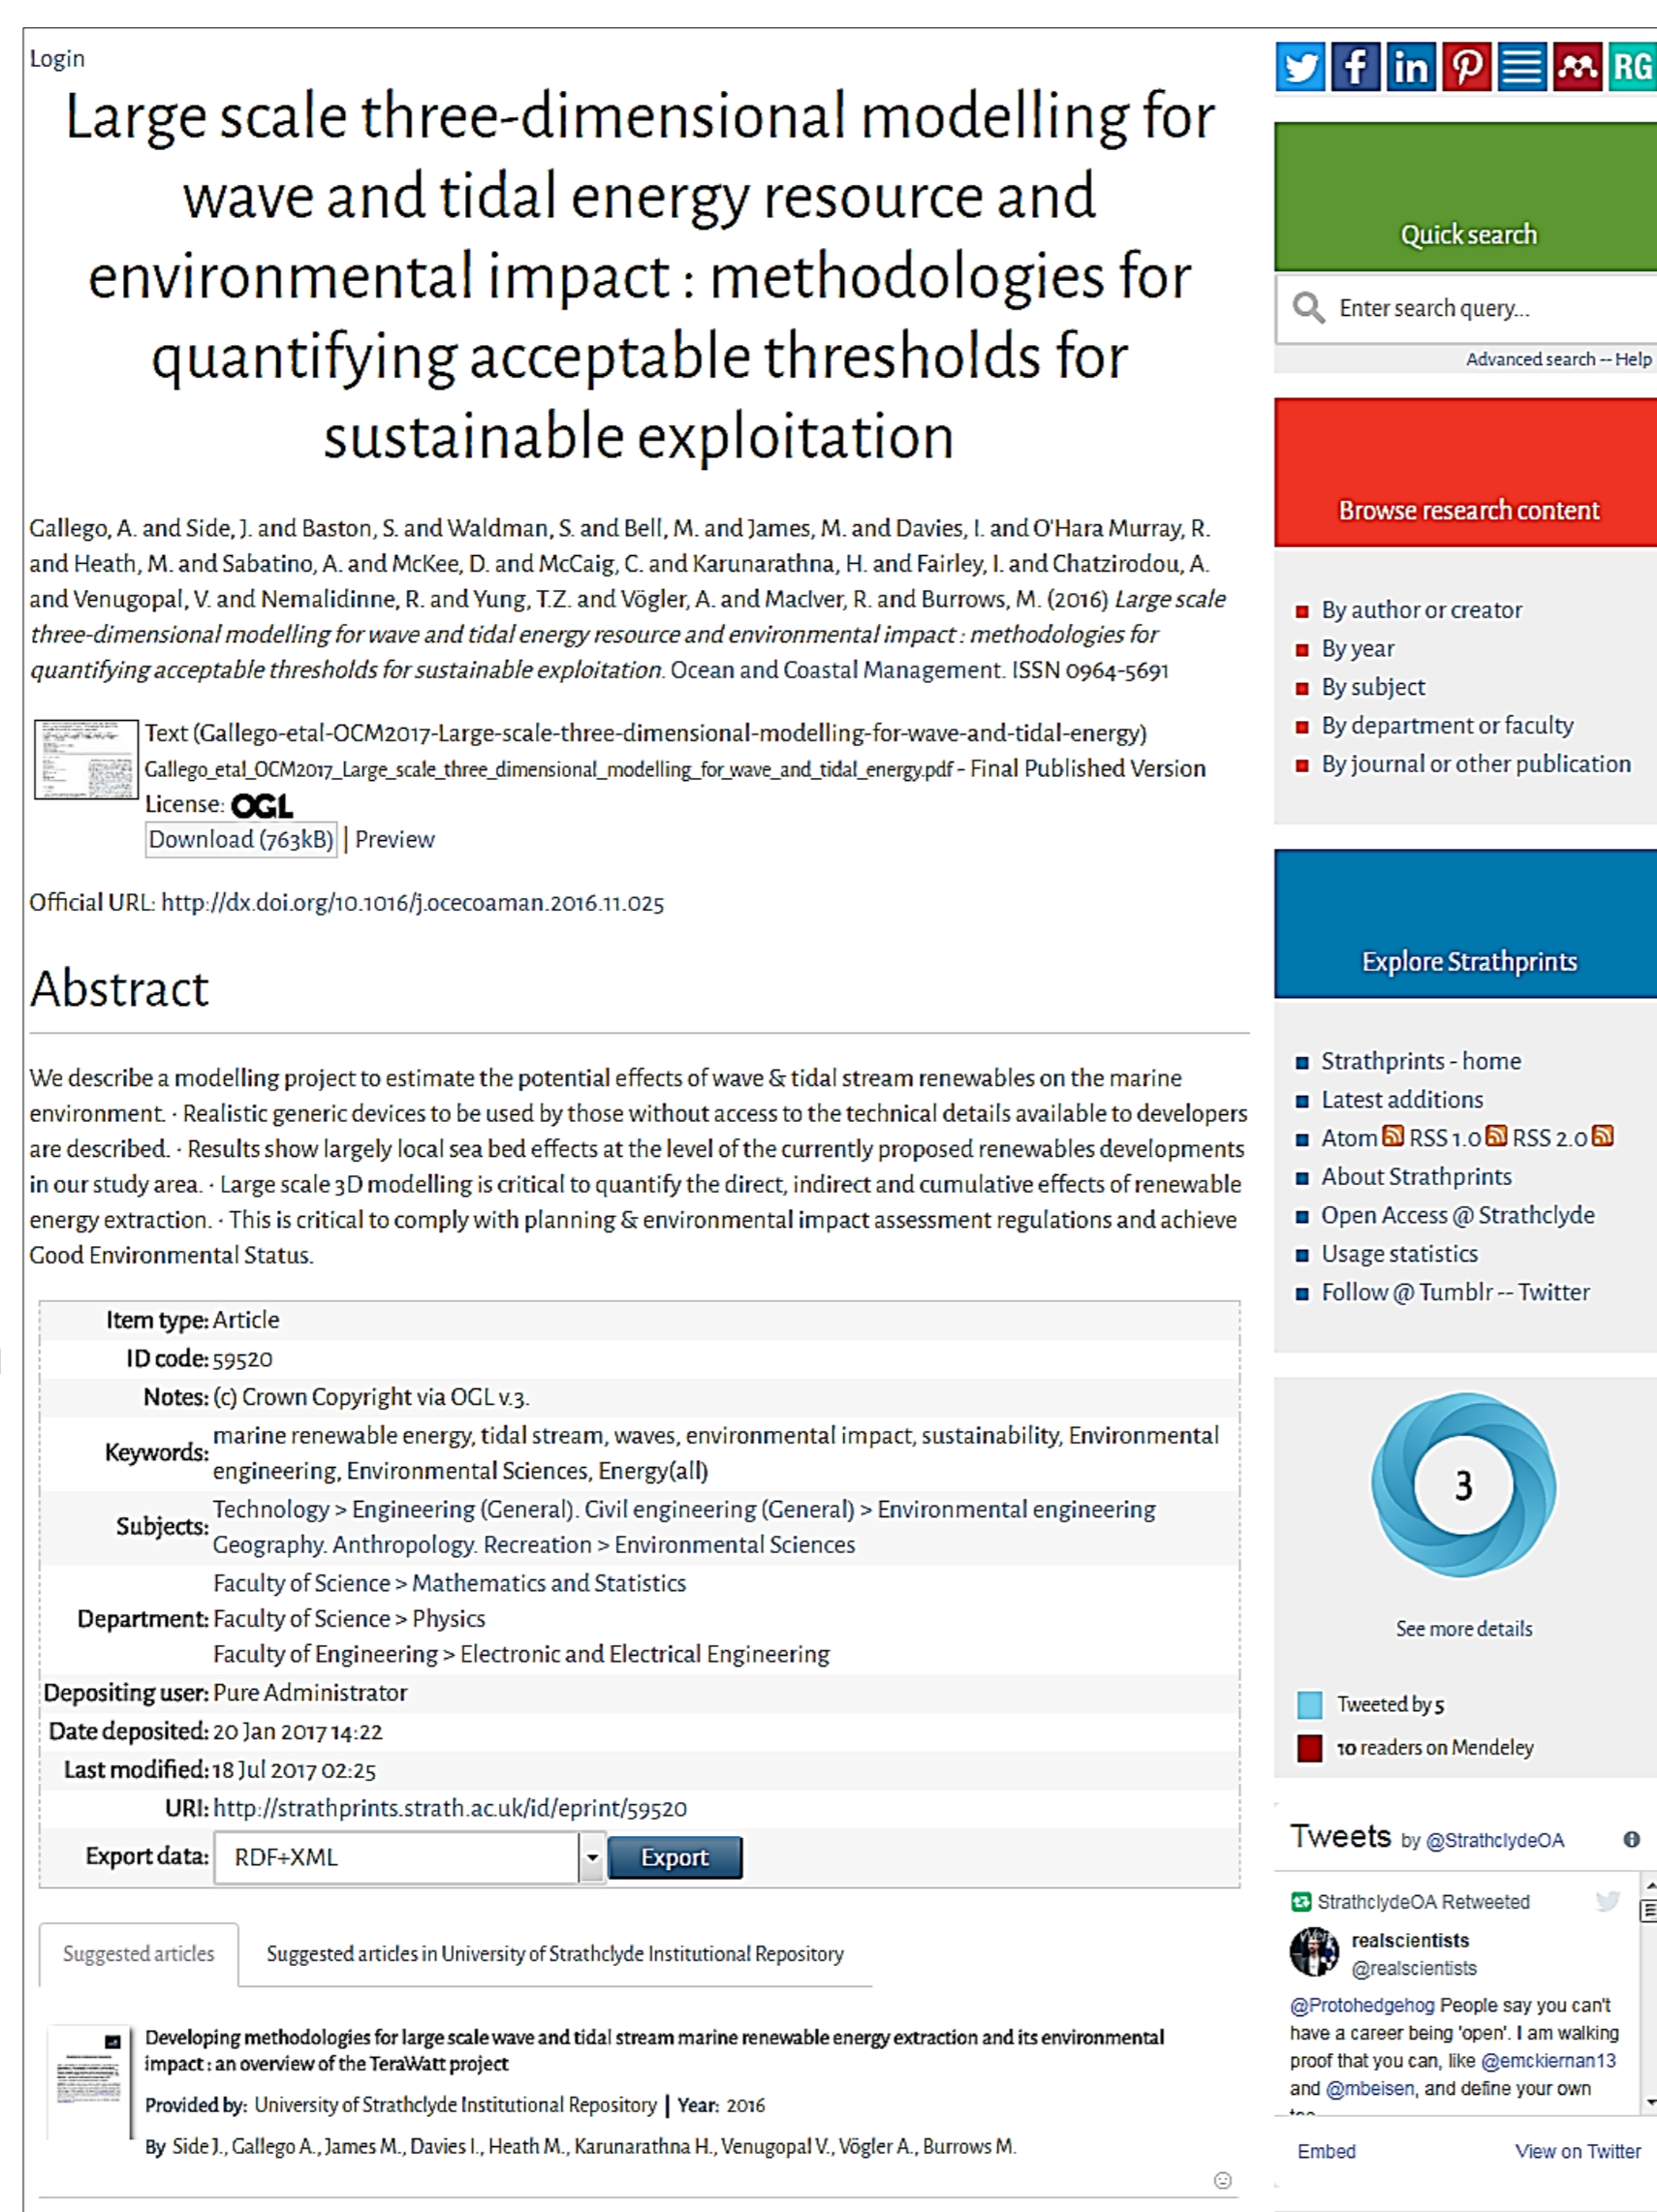 Login
Large scale three-dimensional modelling for
wave and tidal energy resource and
environmental impact : methodologies for
quantifying acceptable thresholds for
sustainable exploitation
Gallego, A. and Side, J. and Baston, S. and Waldman, S. and Bell, M. and James, M. and Davies, I. and O'Hara Murray, R.
and Heath, M. and Sabatino, A. and McKee, D. and McCaig, C. and Karunarathna, H. and Fairley, I. and Chatzirodou, A.
and Venugopal, V. and Nemalidinne, R. and Yung, T.Z. and Vögler, A. and MacIver, R. and Burrows, M. (2016) Large scale
three-dimensional modelling for wave and tidal energy resource and environmental impact : methodologies for
quantifying acceptable thresholds for sustainable exploitation. Ocean and Coastal Management. ISSN 0964-5691
Text (Gallego-etal-OCM2017-Large-scale-three-dimensional-modelling-for-wave-and-tidal-energy)
Gallego_etal_OCM2017_Large_scale_three_dimensional_modelling_for_wave_and_tidal_energy.pdf - Final Published Version
License: OGL
Download (763kB) | Preview
Official URL: http://dx.doi.org/10.1016/j.ocecoaman.2016.11.025
Abstract
We describe a modelling project to estimate the potential effects of wave & tidal stream renewables on the marine
environment. · Realistic generic devices to be used by those without access to the technical details available to developers
are described. · Results show largely local sea bed effects at the level of the currently proposed renewables developments
in our study area. · Large scale 3D modelling is critical to quantify the direct, indirect and cumulative effects of renewable
energy extraction. · This is critical to comply with planning & environmental impact assessment regulations and achieve
Good Environmental Status.
Item type: Article
ID code: 59520
Notes: (c) Crown Copyright via OGL v.3.
Keywords: marine renewable energy, tidal stream, waves, environmental impact, sustainability, Environmental
engineering, Environmental Sciences, Energy(all)
Subjects: Technology > Engineering (General). Civil engineering (General) > Environmental engineering
Geography. Anthropology. Recreation > Environmental Sciences
Faculty of Science > Mathematics and Statistics
Department: Faculty of Science > Physics
Faculty of Engineering > Electronic and Electrical Engineering
Depositing user: Pure Administrator
Date deposited: 20 Jan 2017 14:22
Last modified: 18 Jul 2017 02:25
URI: http://strathprints.strath.ac.uk/id/eprint/59520
Export data: RDF+XML Export
Suggested articles Suggested articles in University of Strathclyde Institutional Repository
Developing methodologies for large scale wave and tidal stream marine renewable energy extraction and its environmental
impact : an overview of the TeraWatt project
Provided by: University of Strathclyde Institutional Repository | Year: 2016
By Side J., Gallego A., James M., Davies I., Heath M., Karunarathna H., Venugopal V., Vögler A., Burrows M.
RG
Quick search
Enter search query...
Advanced search -- Help
Browse research content
By author or creator
By year
By subject
By department or faculty
By journal or other publication
Explore Strathprints
Strathprints - home
Latest additions
Atom RSS 1.0 RSS 2.0
About Strathprints
Open Access @ Strathclyde
Usage statistics
Follow @ Tumblr -- Twitter
3
See more details
Tweeted by 5
10 readers on Mendeley
Tweets by @StrathclydeOA
StrathclydeOA Retweeted
realscientists
@realscientists
@Protohedgehog People say you can't
have a career being 'open'. I am walking
proof that you can, like @emckiernan13
and @mbeisen, and define your own
Embed View on Twitter